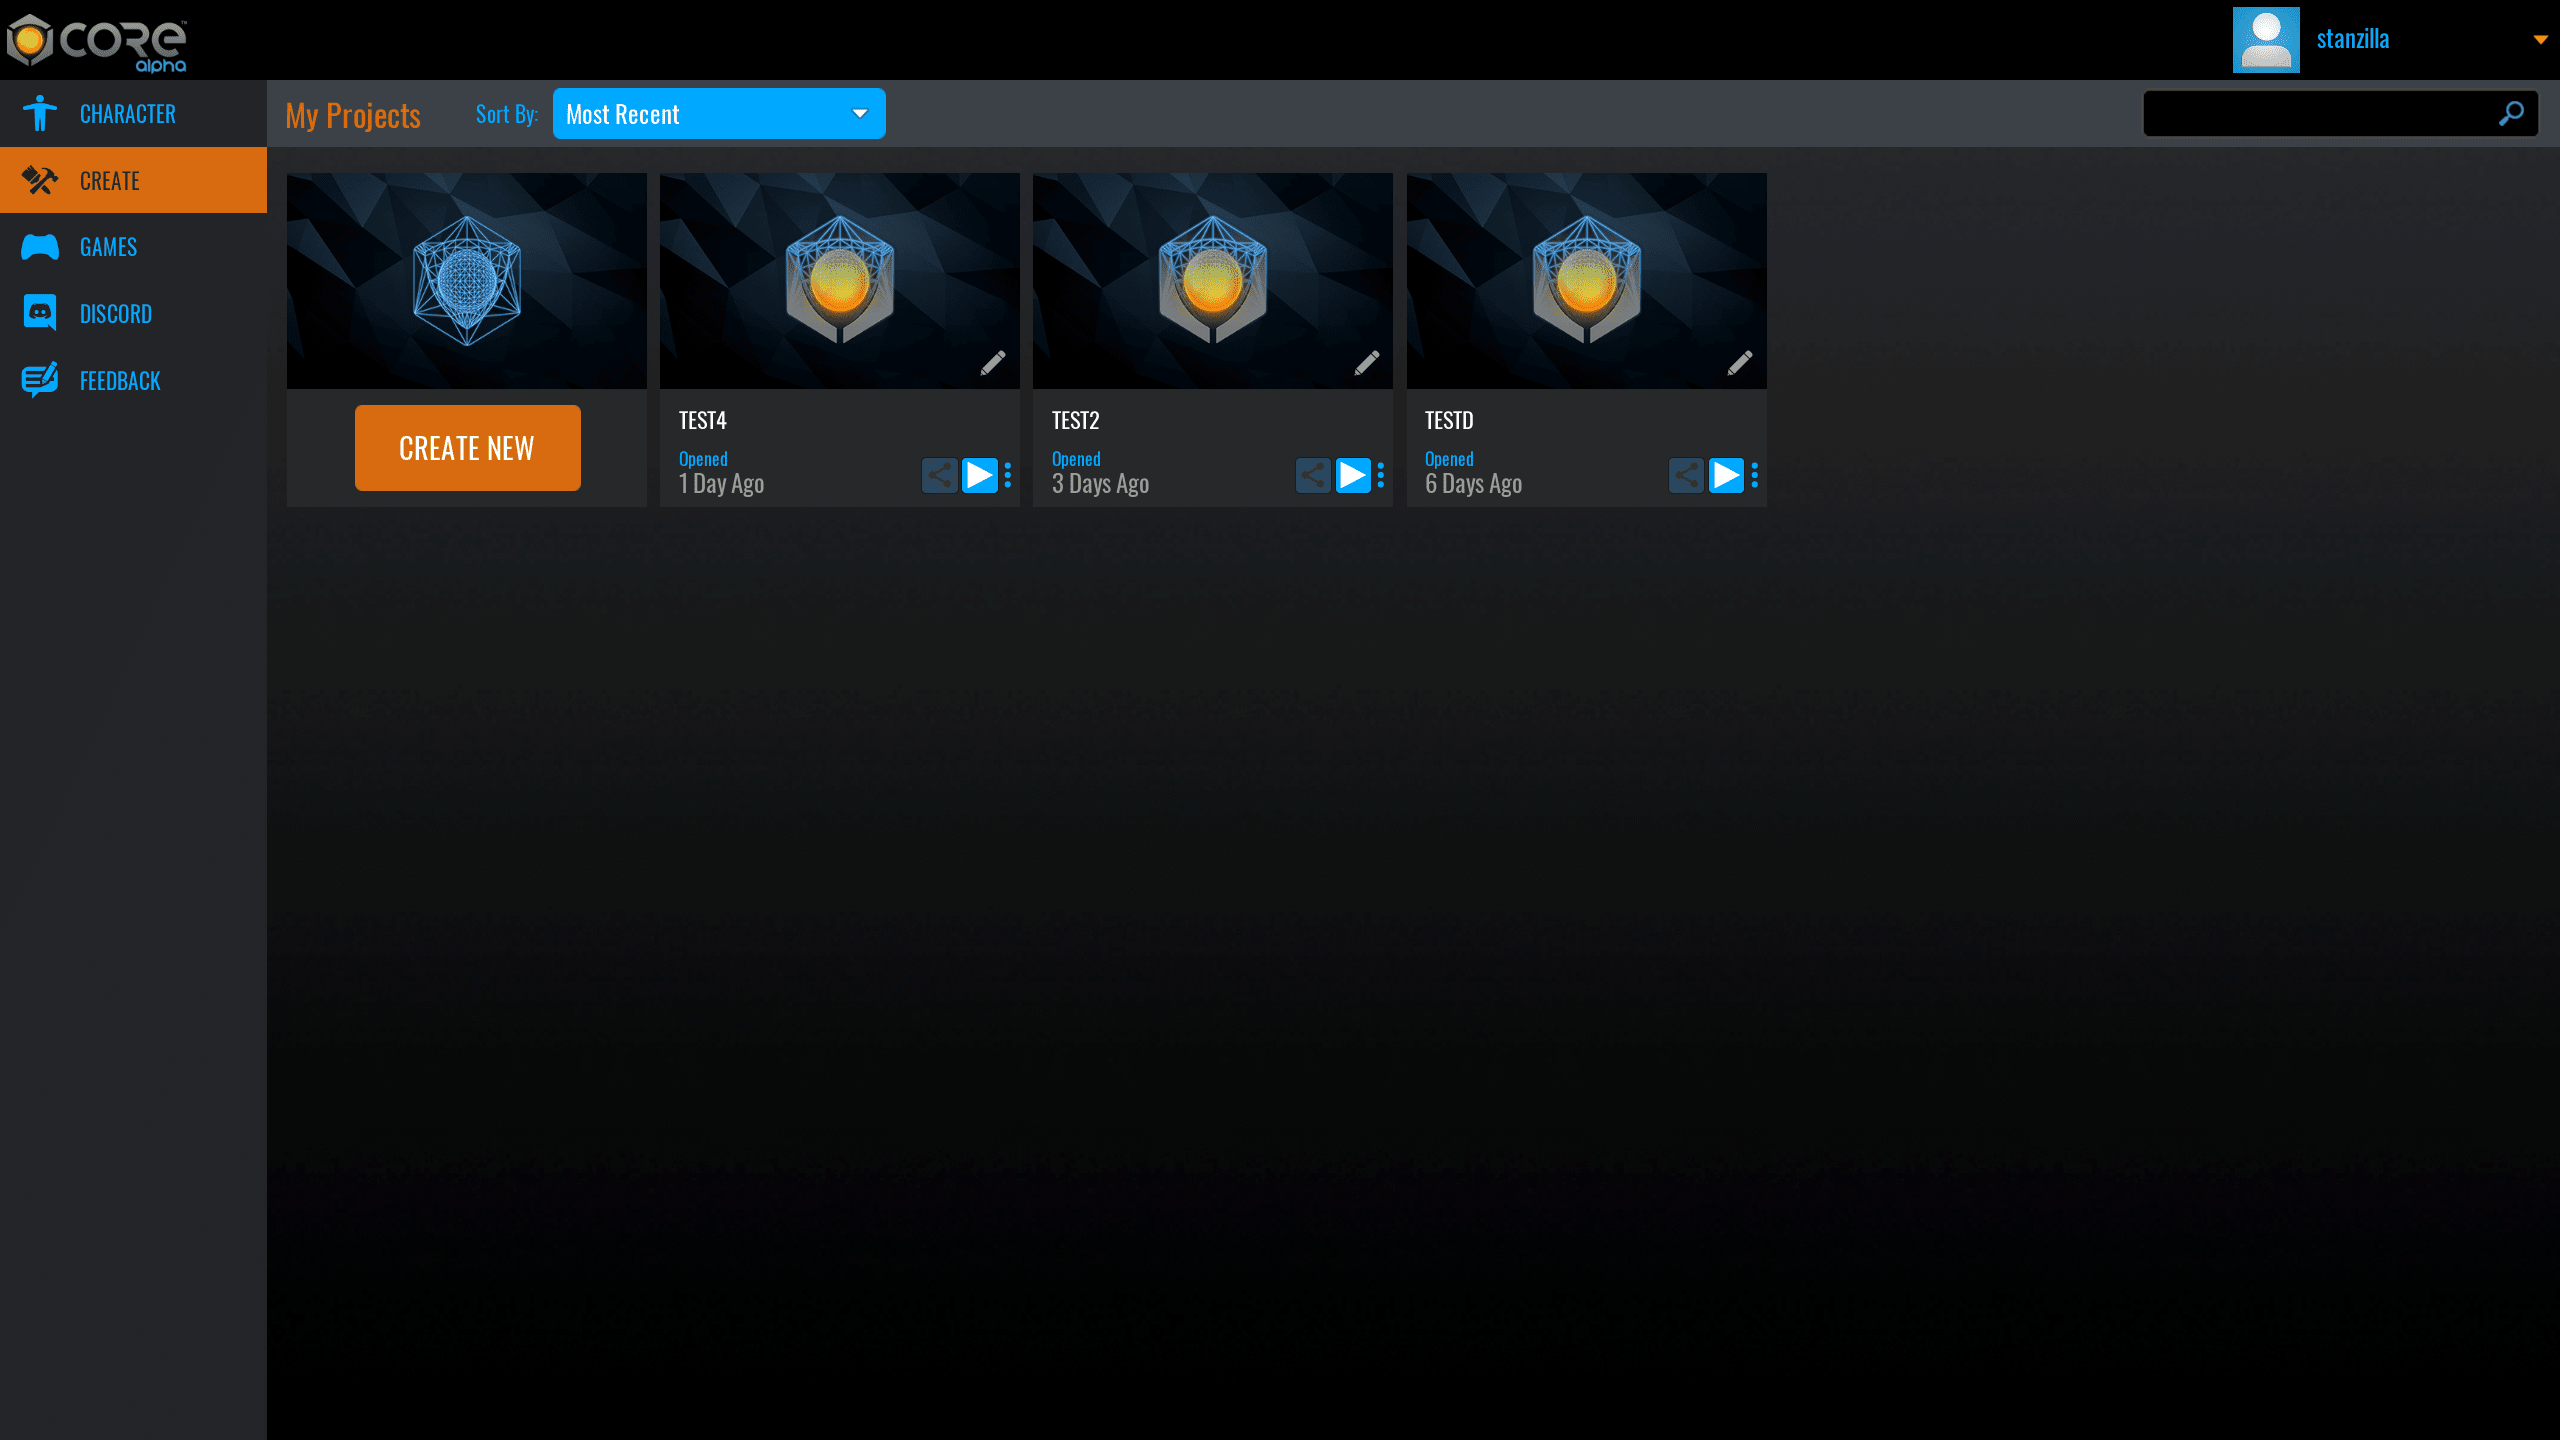 CORE™
alpha
stanzilla
CHARACTER
CREATE
GAMES
DISCORD
FEEDBACK
My Projects
Sort By:
Most Recent
CREATE NEW
TEST4
Opened
1 Day Ago
TEST2
Opened
3 Days Ago
TESTD
Opened
6 Days Ago